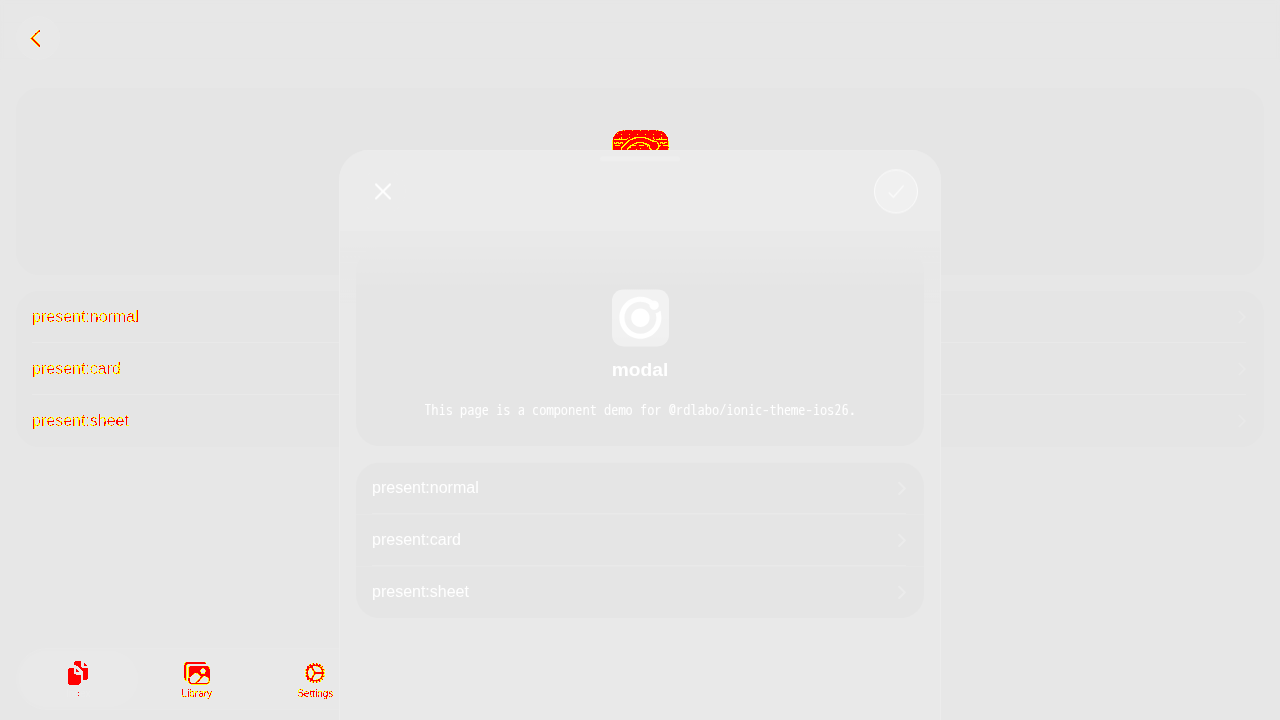 present:normal
present:card
present:sheet
modal
This page is a component demo for @rdlabo/ionic-theme-ios26.
present:normal
present:card
present:sheet
Library
Settings